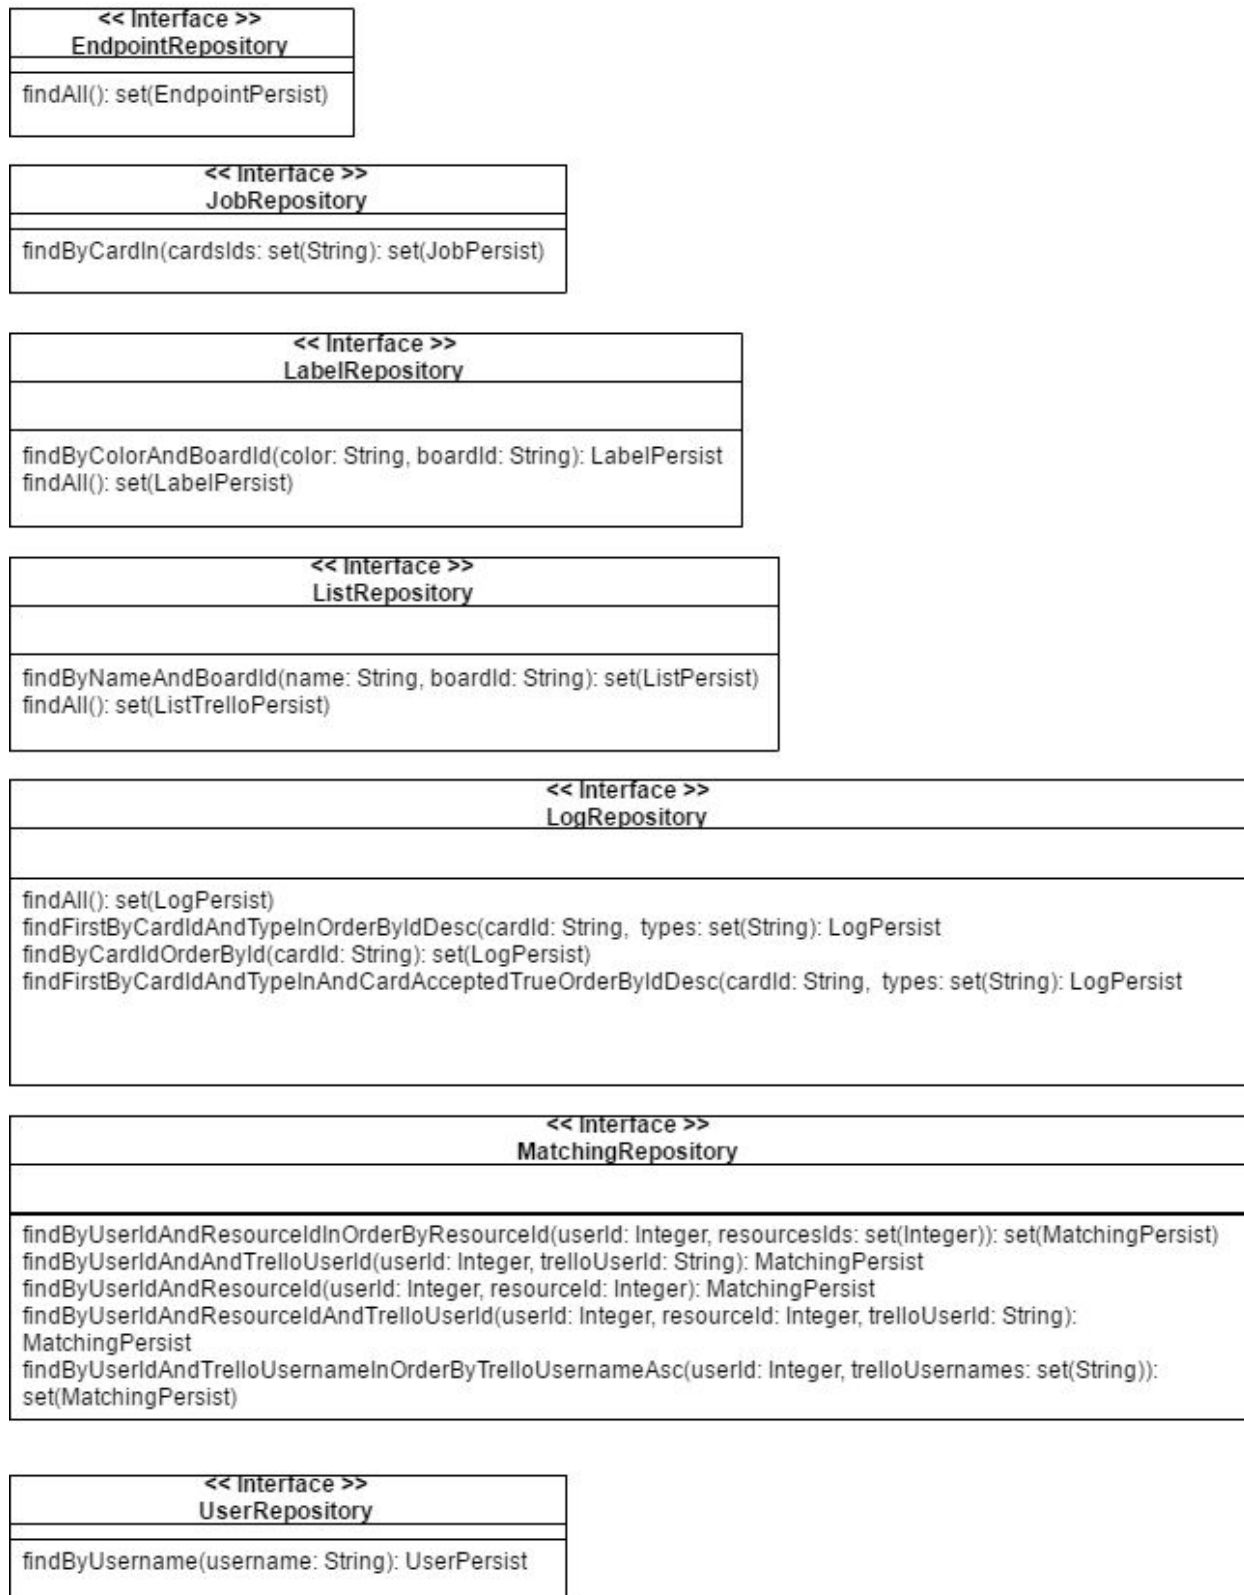 << Interface >>
EndpointRepository
findAll(): set(EndpointPersist)
<< Interface >>
JobRepository
findByCardIn(cardsIds: set(String): set(JobPersist)
<< Interface >>
LabelRepository
findByColorAndBoardId(color: String, boardId: String): LabelPersist
findAll(): set(LabelPersist)
<< Interface >>
ListRepository
findByNameAndBoardId(name: String, boardId: String): set(ListPersist)
findAll(): set(ListTrelloPersist)
<< Interface >>
LogRepository
findAll(): set(LogPersist)
findFirstByCardIdAndTypeInOrderByIdDesc(cardId: String, types: set(String): LogPersist
findByCardIdOrderById(cardId: String): set(LogPersist)
findFirstByCardIdAndTypeInAndCardAcceptedTrueOrderByIdDesc(cardId: String, types: set(String): LogPersist
<< Interface >>
MatchingRepository
findByUserIdAndResourceIdInOrderByResourceId(userId: Integer, resourcesIds: set(Integer)): set(MatchingPersist)
findByUserIdAndAndTrelloUserId(userId: Integer, trelloUserId: String): MatchingPersist
findByUserIdAndResourceId(userId: Integer, resourceId: Integer): MatchingPersist
findByUserIdAndResourceIdAndTrelloUserId(userId: Integer, resourceId: Integer, trelloUserId: String):
MatchingPersist
findByUserIdAndTrelloUsernameInOrderByTrelloUsernameAsc(userId: Integer, trelloUsernames: set(String)):
set(MatchingPersist)
<< Interface >>
UserRepository
findByUsername(username: String): UserPersist